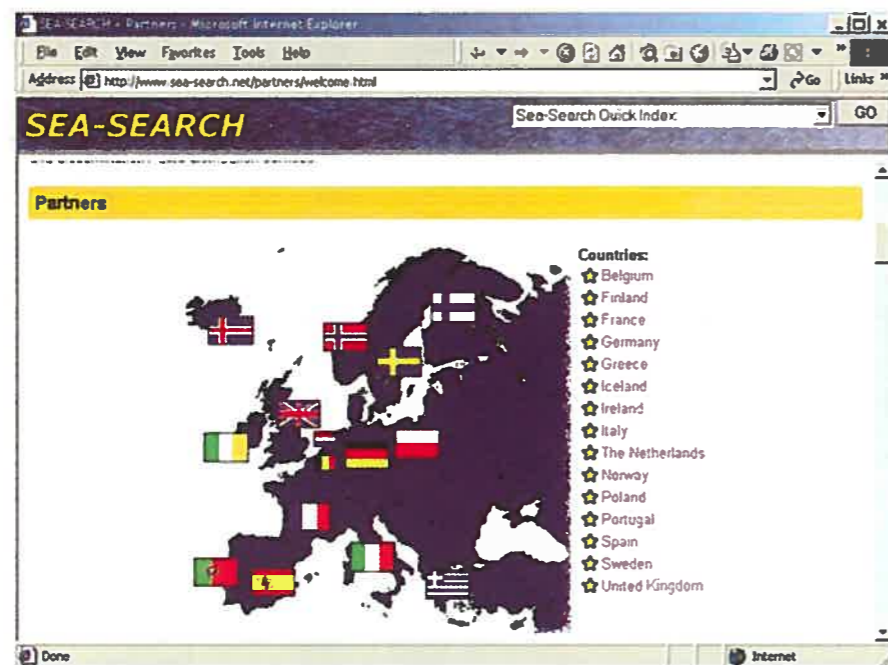 SEA-SEARCH - Partners - Microsoft Internet Explorer
File Edit View Favorites Tools Help
Address http://www.sea-search.net/partners/welcome.html Go Links »
SEA-SEARCH
Sea-Search Quick Index: GO
Partners
Countries:
Belgium
Finland
France
Germany
Greece
Iceland
Ireland
Italy
The Netherlands
Norway
Poland
Portugal
Spain
Sweden
United Kingdom
Done Internet